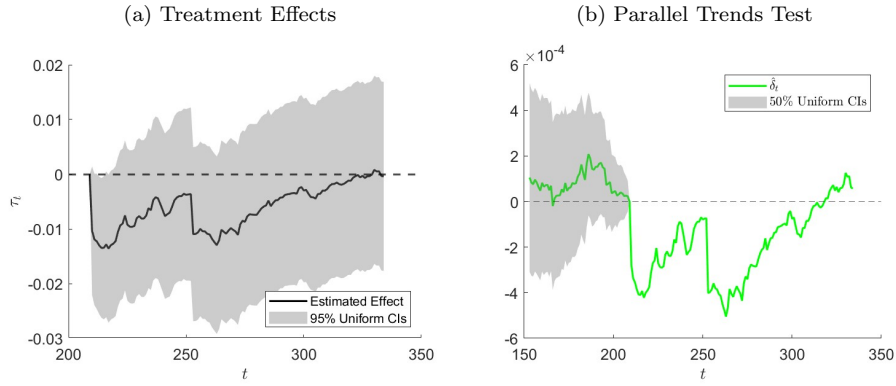 (a) Treatment Effects
0.02
0.01
0
-0.01
-0.02
-0.03
τt
200
250
300
350
t
Estimated Effect
95% Uniform CIs
(b) Parallel Trends Test
×10-4
6
4
2
0
-2
-4
-6
150
200
250
300
350
t
δ̂t
50% Uniform CIs